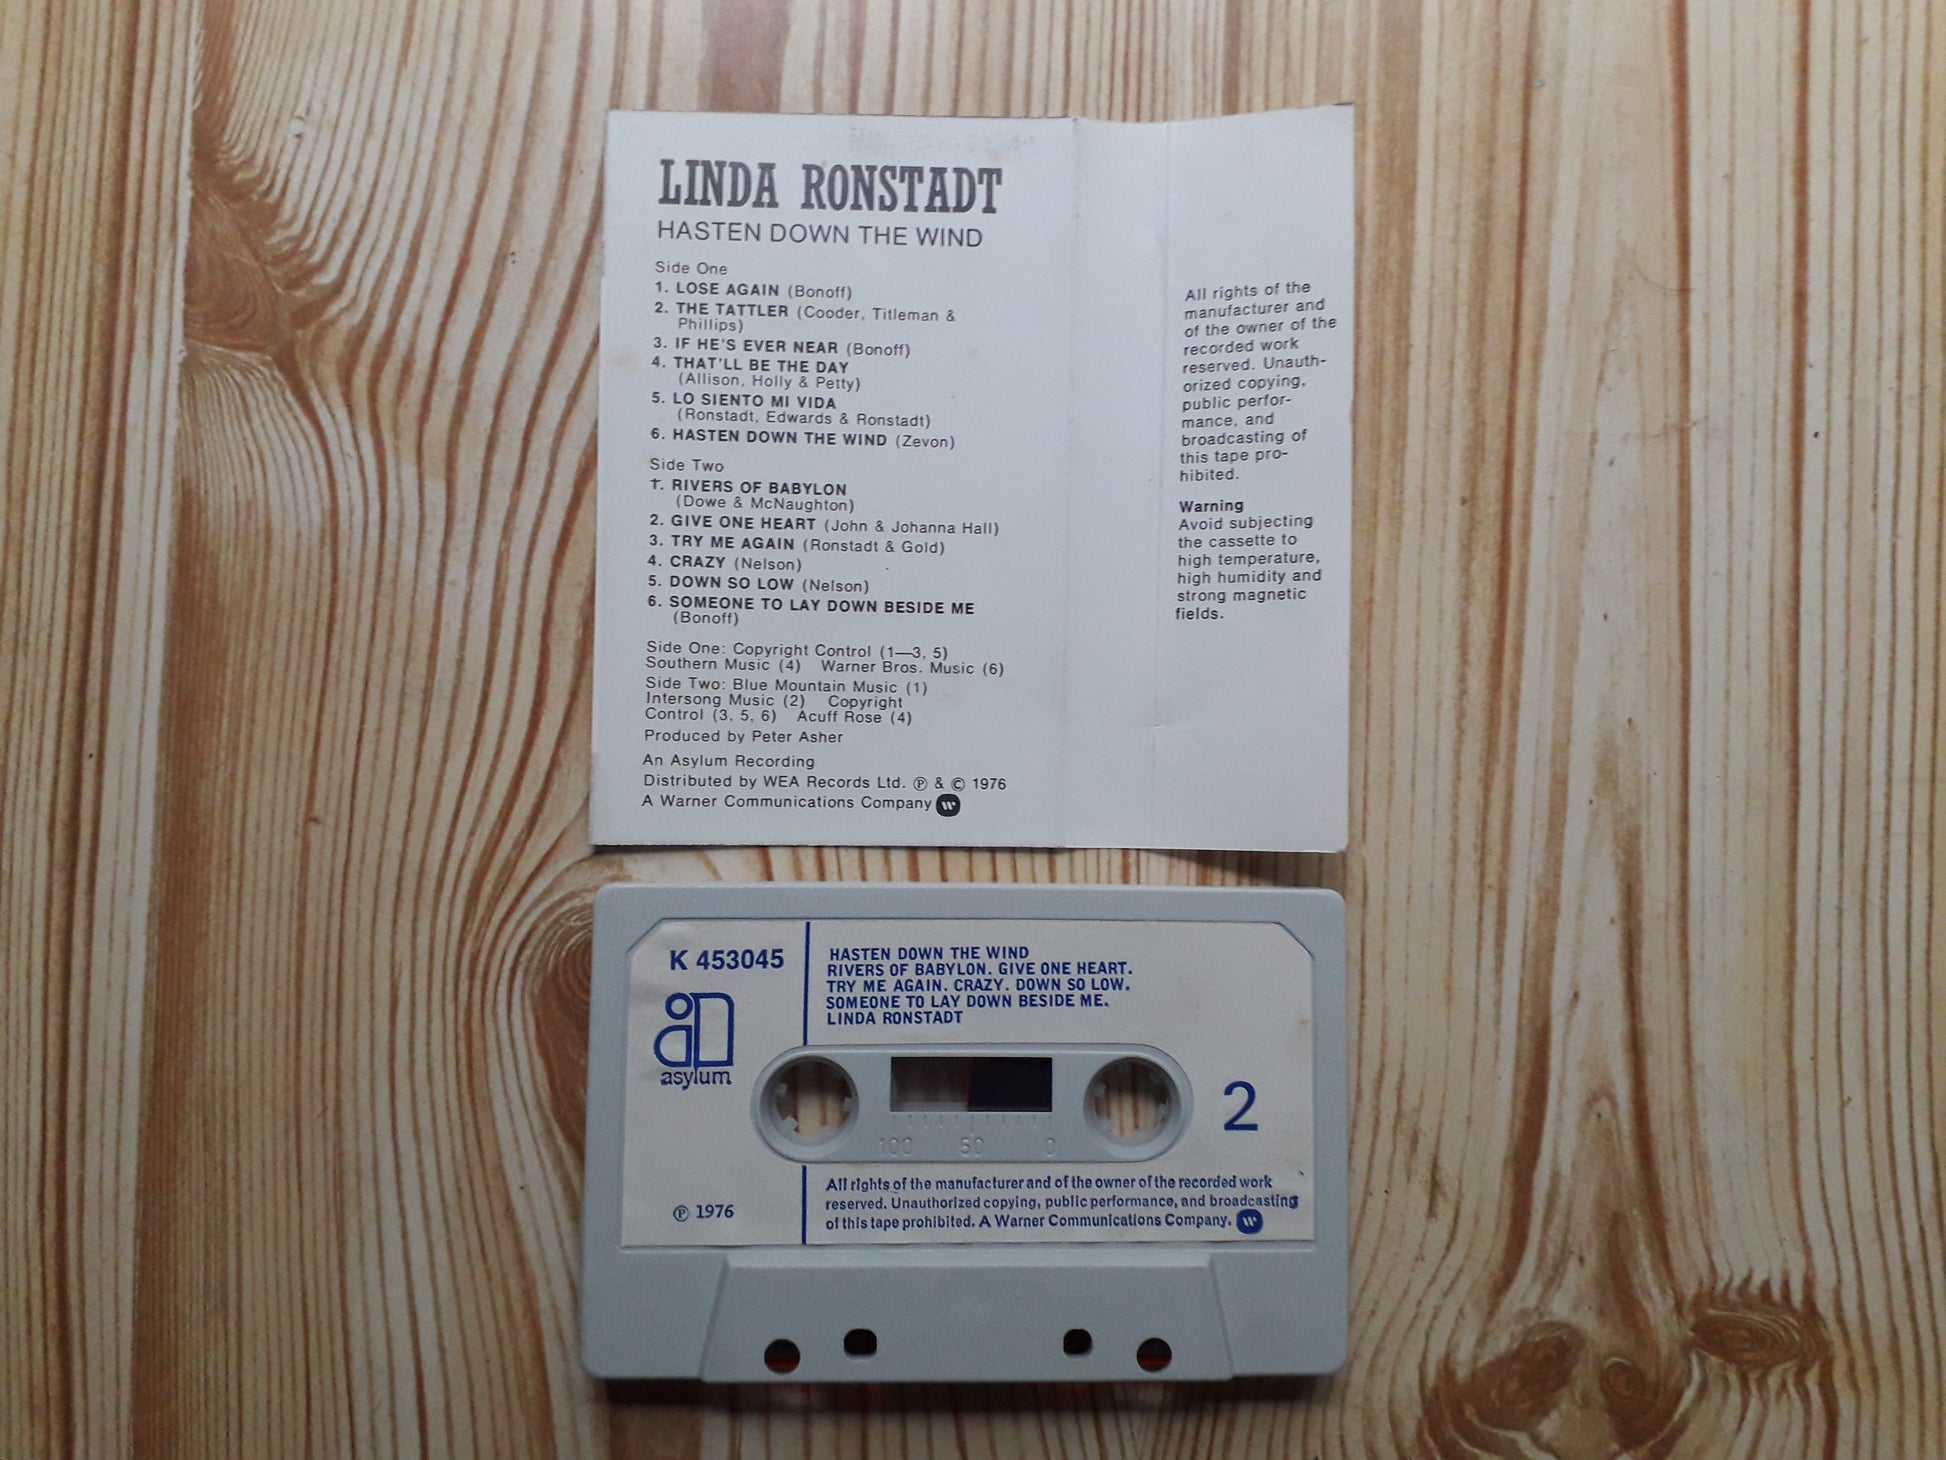 LINDA RONSTADT
HASTEN DOWN THE WIND
Side One
1. LOSE AGAIN (Bonoff)
2. THE TATTLER (Cooder, Titleman &
Phillips)
3. IF HE'S EVER NEAR (Bonoff)
4. THAT'LL BE THE DAY
(Allison, Holly & Petty)
5. LO SIENTO MI VIDA
(Ronstadt, Edwards & Ronstadt)
6. HASTEN DOWN THE WIND (Zevon)
Side Two
1. RIVERS OF BABYLON
(Dowe & McNaughton)
2. GIVE ONE HEART (John & Johanna Hall)
3. TRY ME AGAIN (Ronstadt & Gold)
4. CRAZY (Nelson)
5. DOWN SO LOW (Nelson)
6. SOMEONE TO LAY DOWN BESIDE ME
(Bonoff)
Side One: Copyright Control (1—3, 5)
Southern Music (4) Warner Bros. Music (6)
Side Two: Blue Mountain Music (1)
Intersong Music (2) Copyright
Control (3, 5, 6) Acuff Rose (4)
Produced by Peter Asher
An Asylum Recording
Distributed by WEA Records Ltd. ℗ & © 1976
A Warner Communications Company
All rights of the
manufacturer and
of the owner of the
recorded work
reserved. Unauth-
orized copying,
public perfor-
mance, and
broadcasting of
this tape pro-
hibited.
Warning
Avoid subjecting
the cassette to
high temperature,
high humidity and
strong magnetic
fields.
K 453045
asylum
℗ 1976
HASTEN DOWN THE WIND
RIVERS OF BABYLON. GIVE ONE HEART.
TRY ME AGAIN. CRAZY. DOWN SO LOW.
SOMEONE TO LAY DOWN BESIDE ME.
LINDA RONSTADT
100 50 0
2
All rights of the manufacturer and of the owner of the recorded work
reserved. Unauthorized copying, public performance, and broadcasting
of this tape prohibited. A Warner Communications Company.